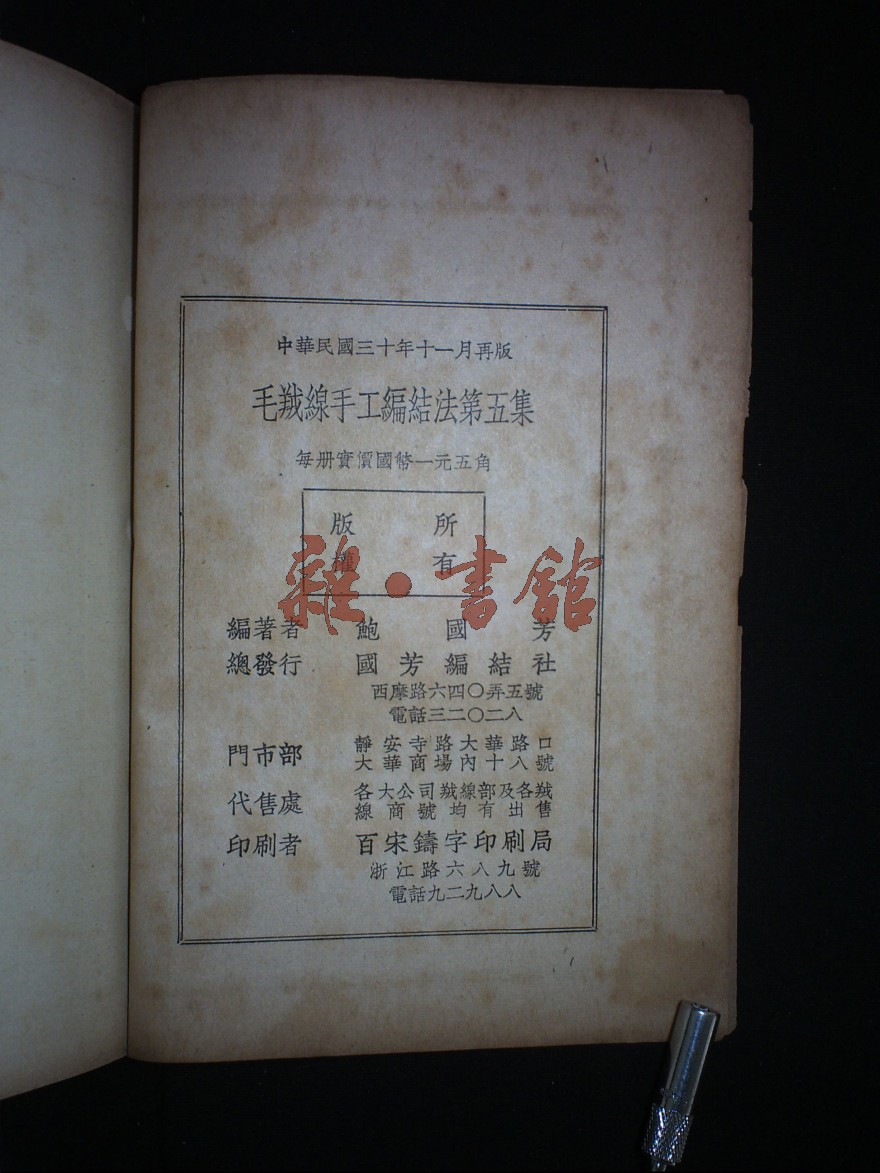 中華民國三十年十一月再版
毛羢線手工編結法第五集
每册實價國幣一元五角
版所
權有
雜·書館
編著者 鮑國芳
總發行 國芳編結社
西摩路六四〇弄五號
電話三二〇二八
門市部 靜安寺路大華路口
大華商場內十八號
代售處 各大公司羢線部及各羢
線商號均有出售
印刷者 百宋鑄字印刷局
浙江路六八九號
電話九二九八八